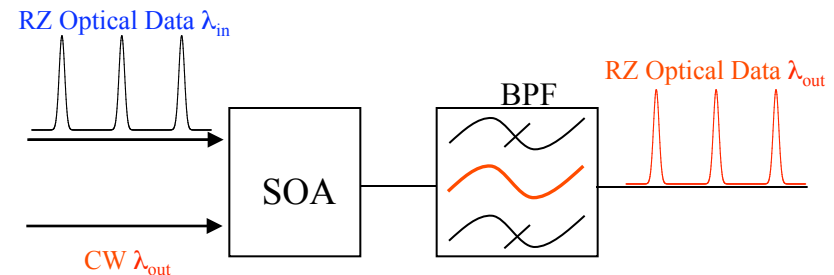 RZ Optical Data λin
RZ Optical Data λout
BPF
SOA
CW λout